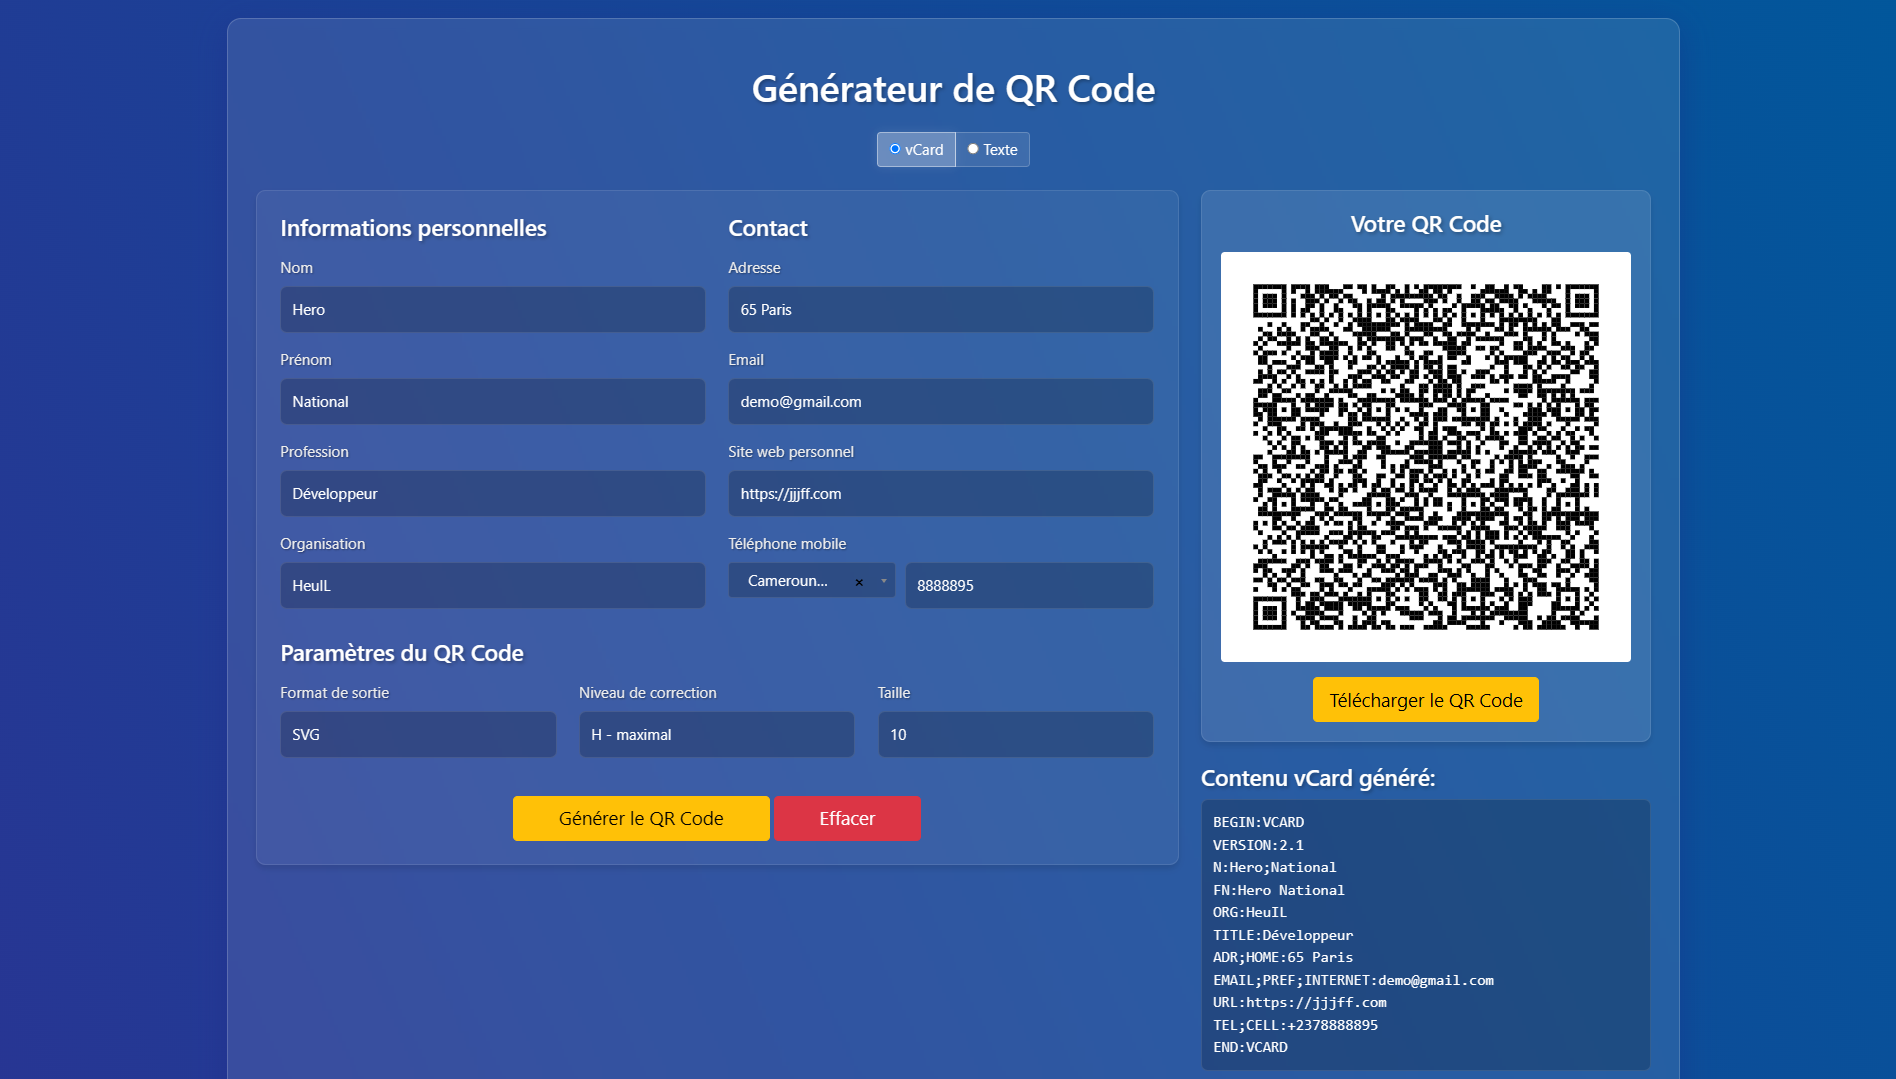 Générateur de QR Code
vCard
Texte
Informations personnelles
Nom
Hero
Prénom
National
Profession
Développeur
Organisation
HeuIL
Contact
Adresse
65 Paris
Email
demo@gmail.com
Site web personnel
https://jjjff.com
Téléphone mobile
Cameroun... × 8888895
Paramètres du QR Code
Format de sortie
SVG
Niveau de correction
H - maximal
Taille
10
Générer le QR Code
Effacer
Votre QR Code
Télécharger le QR Code
Contenu vCard généré:
BEGIN:VCARD
VERSION:2.1
N:Hero;National
FN:Hero National
ORG:HeuIL
TITLE:Développeur
ADR;HOME:65 Paris
EMAIL;PREF;INTERNET:demo@gmail.com
URL:https://jjjff.com
TEL;CELL:+2378888895
END:VCARD